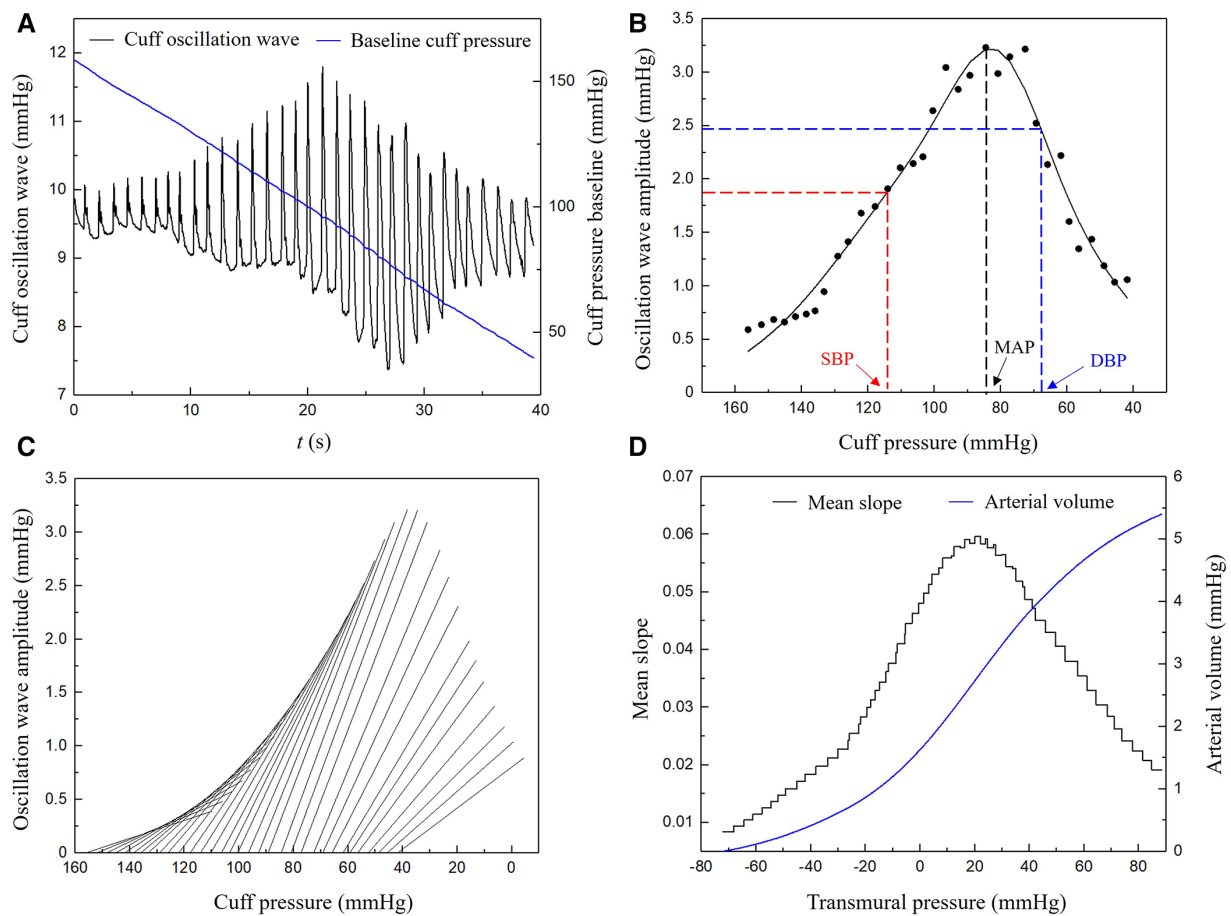 A
Cuff oscillation wave
Baseline cuff pressure
12
11
10
9
8
7
Cuff oscillation wave (mmHg)
150
100
50
Cuff pressure baseline (mmHg)
0 10 20 30 40
t (s)
B
3.5
3.0
2.5
2.0
1.5
1.0
0.5
0
Oscillation wave amplitude (mmHg)
SBP
MAP
DBP
160 140 120 100 80 60 40
Cuff pressure (mmHg)
C
3.5
3.0
2.5
2.0
1.5
1.0
0.5
0
Oscillation wave amplitude (mmHg)
160 140 120 100 80 60 40 20 0
Cuff pressure (mmHg)
D
Mean slope
Arterial volume
0.07
0.06
0.05
0.04
0.03
0.02
0.01
Mean slope
6
5
4
3
2
1
0
Arterial volume (mmHg)
-80 -60 -40 -20 0 20 40 60 80
Transmural pressure (mmHg)